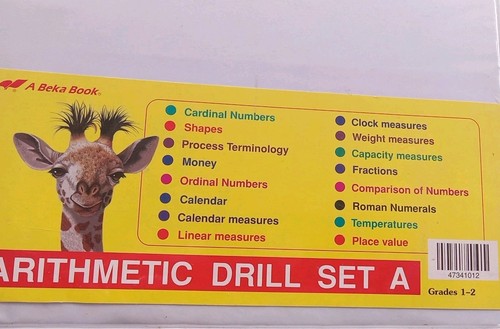 A Beka Book®
Cardinal Numbers
Shapes
Process Terminology
Money
Ordinal Numbers
Calendar
Calendar measures
Linear measures
Clock measures
Weight measures
Capacity measures
Fractions
Comparison of Numbers
Roman Numerals
Temperatures
Place value
ARITHMETIC DRILL SET A
47341012
Grades 1–2